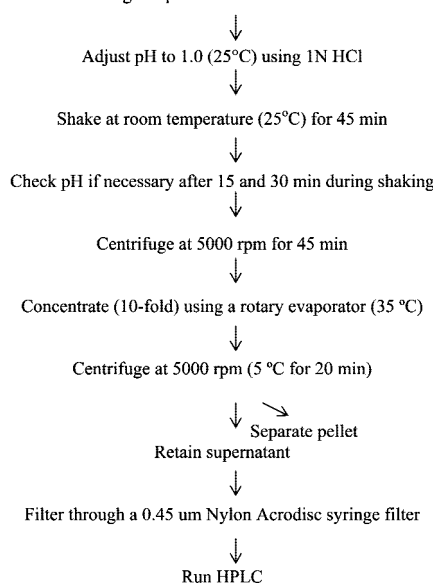 Adjust pH to 1.0 (25°C) using 1N HCl
Shake at room temperature (25°C) for 45 min
Check pH if necessary after 15 and 30 min during shaking
Centrifuge at 5000 rpm for 45 min
Concentrate (10-fold) using a rotary evaporator (35 °C)
Centrifuge at 5000 rpm (5 °C for 20 min)
Separate pellet
Retain supernatant
Filter through a 0.45 um Nylon Acrodisc syringe filter
Run HPLC